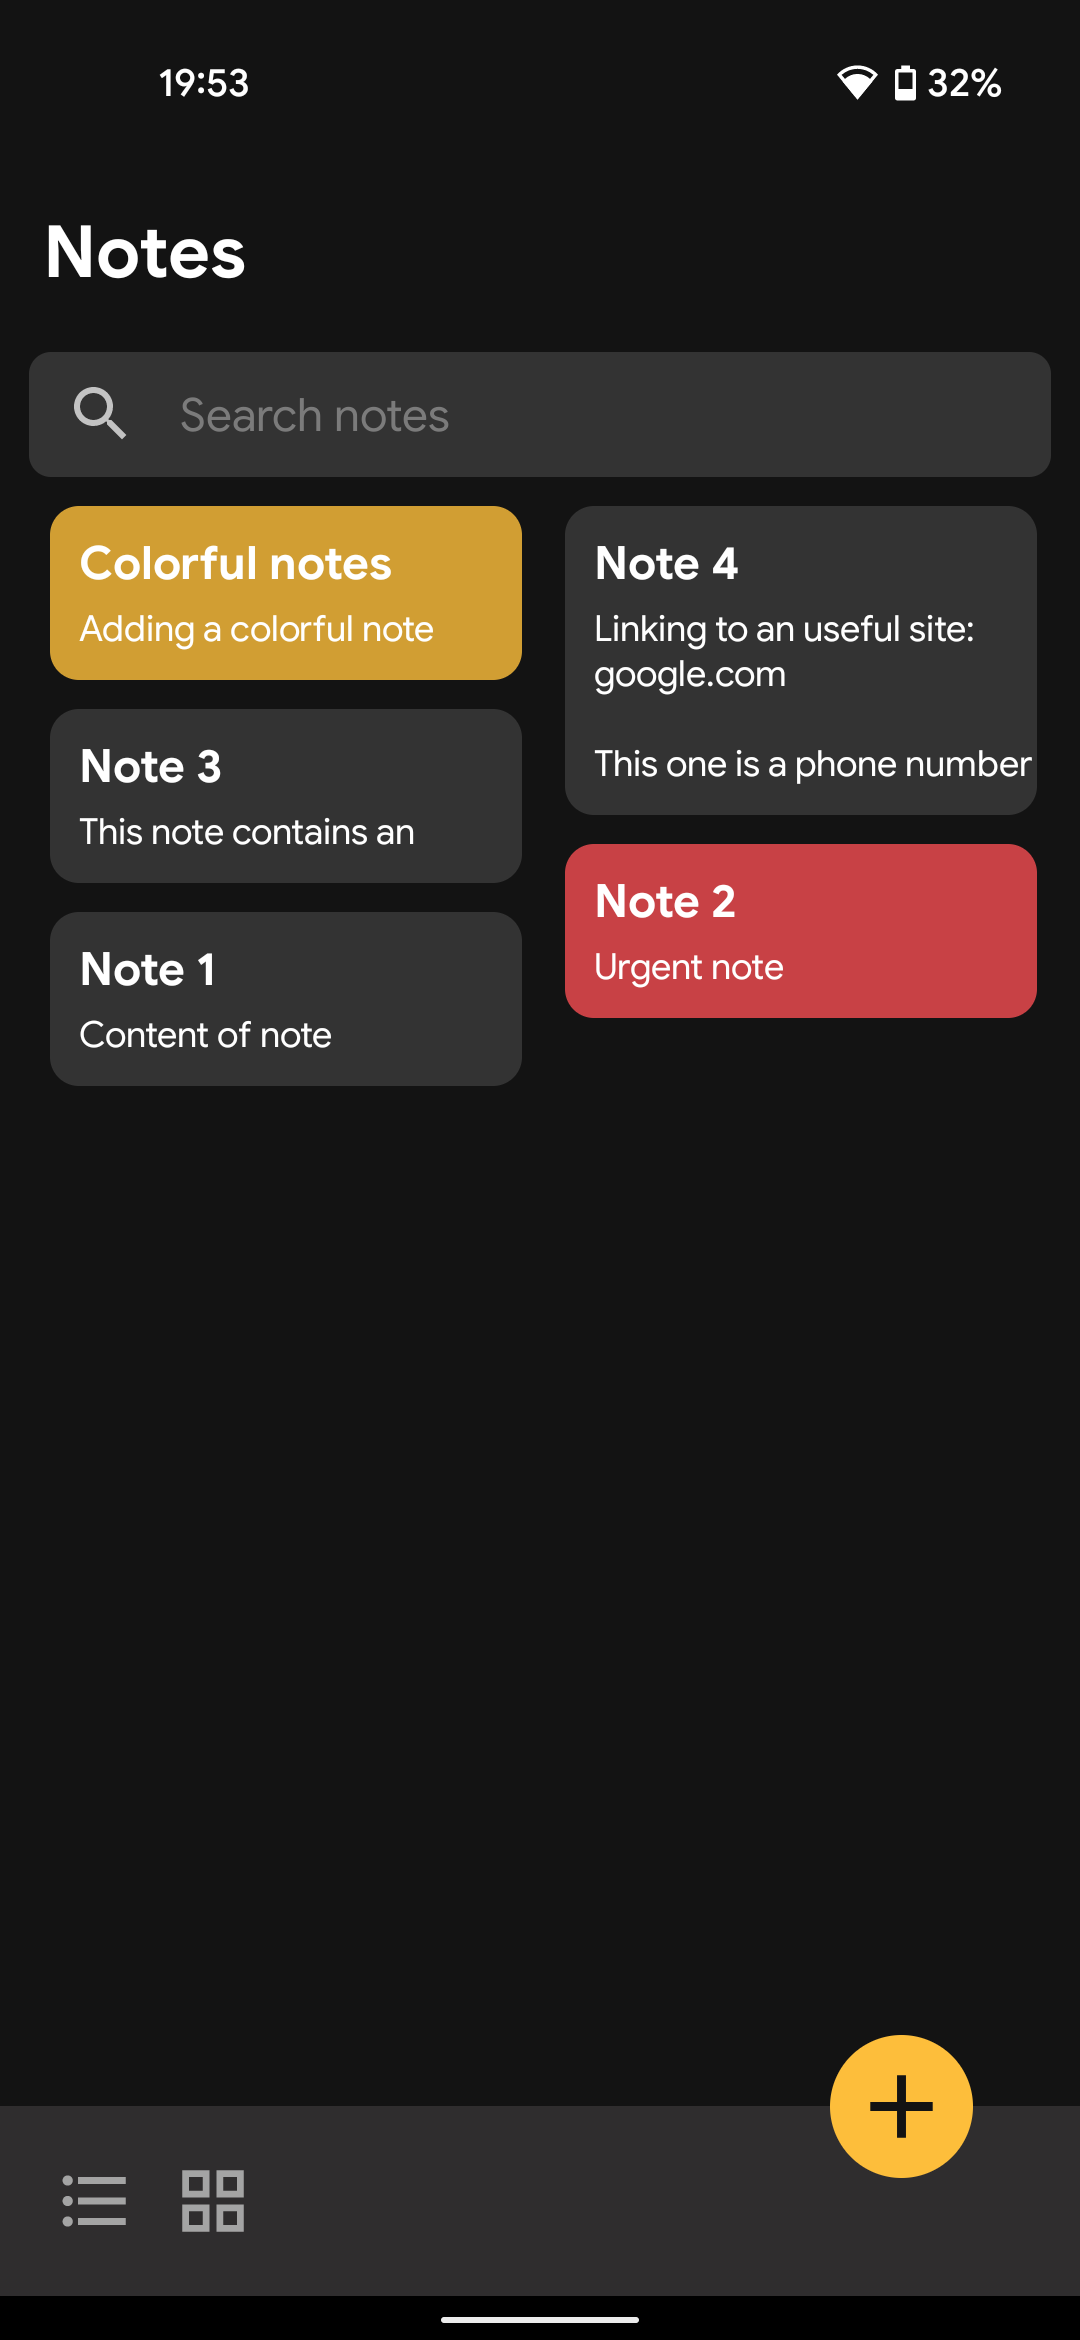 19:53
32%
Notes
Search notes
Colorful notes
Adding a colorful note
Note 4
Linking to an useful site:
google.com
This one is a phone number
Note 3
This note contains an
Note 2
Urgent note
Note 1
Content of note